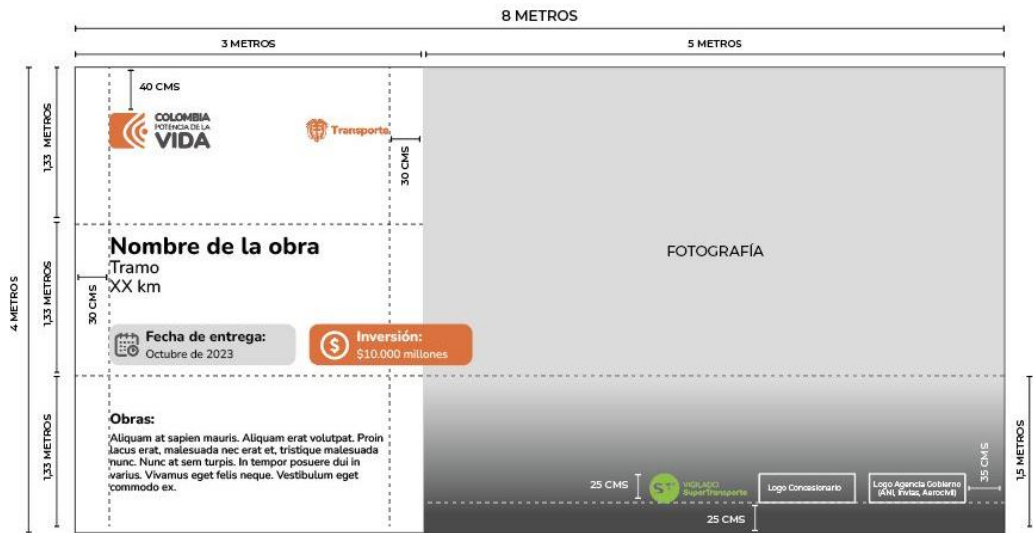 8 METROS
3 METROS
5 METROS
4 METROS
1,33 METROS
40 CMS
COLOMBIA
POTENCIA DE LA
VIDA
Transporte
30 CMS
1,33 METROS
Nombre de la obra
Tramo
XX km
30 CMS
FOTOGRAFÍA
Fecha de entrega:
Octubre de 2023
$
Inversión:
$10.000 millones
1,33 METROS
Obras:
Aliquam at sapien mauris. Aliquam erat volutpat. Proin
lacus erat, malesuada nec erat et, tristique malesuada
nunc. Nunc at sem turpis. In tempor posuere dui in
varius. Vivamus eget felis neque. Vestibulum eget
commodo ex.
25 CMS
VIGILADO
SuperTransporte
Logo Concesionario
Logo Agencia Gobierno
(ANI, Invias, Aerocivil)
35 CMS
1,5 METROS
25 CMS